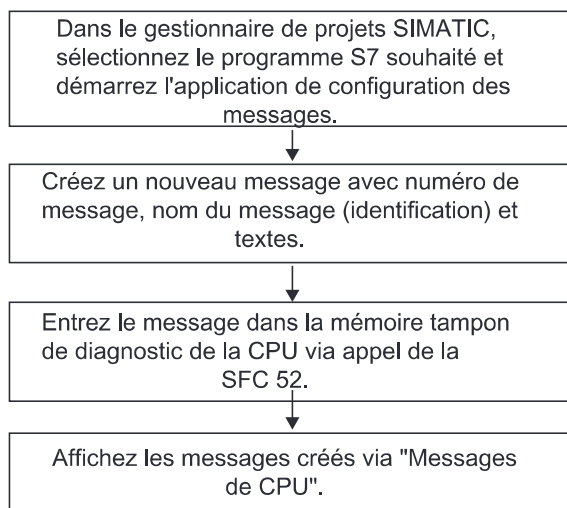 Dans le gestionnaire de projets SIMATIC,
sélectionnez le programme S7 souhaité et
démarrez l'application de configuration des
messages.
Créez un nouveau message avec numéro de
message, nom du message (identification) et
textes.
Entrez le message dans la mémoire tampon
de diagnostic de la CPU via appel de la
SFC 52.
Affichez les messages créés via "Messages
de CPU".